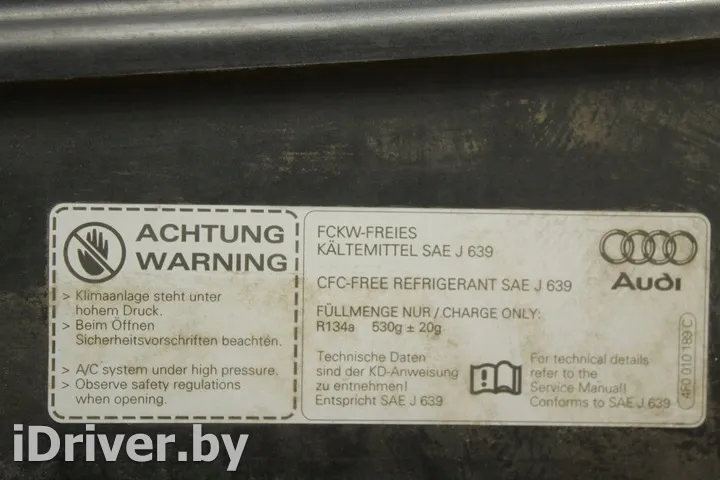 ACHTUNG
WARNING
> Klimaanlage steht unter
hohem Druck.
> Beim Öffnen
Sicherheitsvorschriften beachten.
> A/C system under high pressure.
> Observe safety regulations
when opening.
FCKW-FREIES
KÄLTEMITTEL SAE J 639
CFC-FREE REFRIGERANT SAE J 639
FÜLLMENGE NUR / CHARGE ONLY:
R134a 530g ± 20g
Technische Daten
sind der KD-Anweisung
zu entnehmen!
Entspricht SAE J 639
For technical details
refer to the
Service Manual!
Conforms to SAE J 639
Audi
4F0 010 189 C
iDriver.by